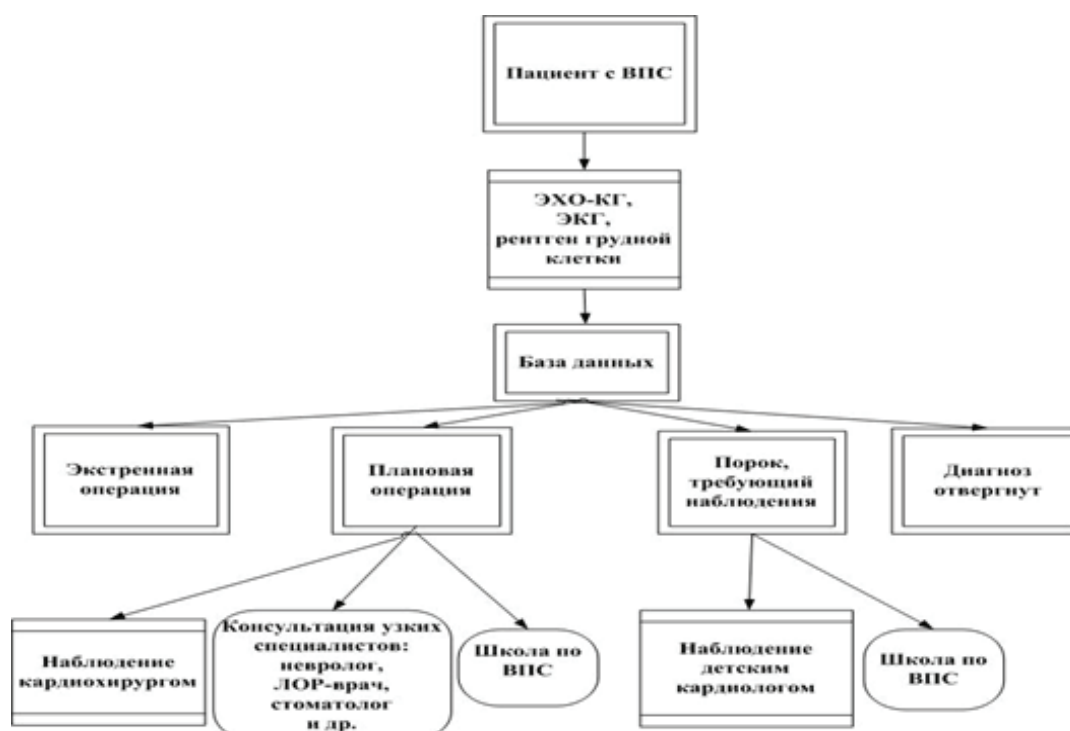 Пациент с ВПС
ЭХО-КГ,
ЭКГ,
рентген грудной
клетки
База данных
Экстренная
операция
Плановая
операция
Порок,
требующий
наблюдения
Диагноз
отвергнут
Наблюдение
кардиохирургом
Консультация узких
специалистов:
невролог,
ЛОР-врач,
стоматолог
и др.
Школа по
ВПС
Наблюдение
детским
кардиологом
Школа по
ВПС